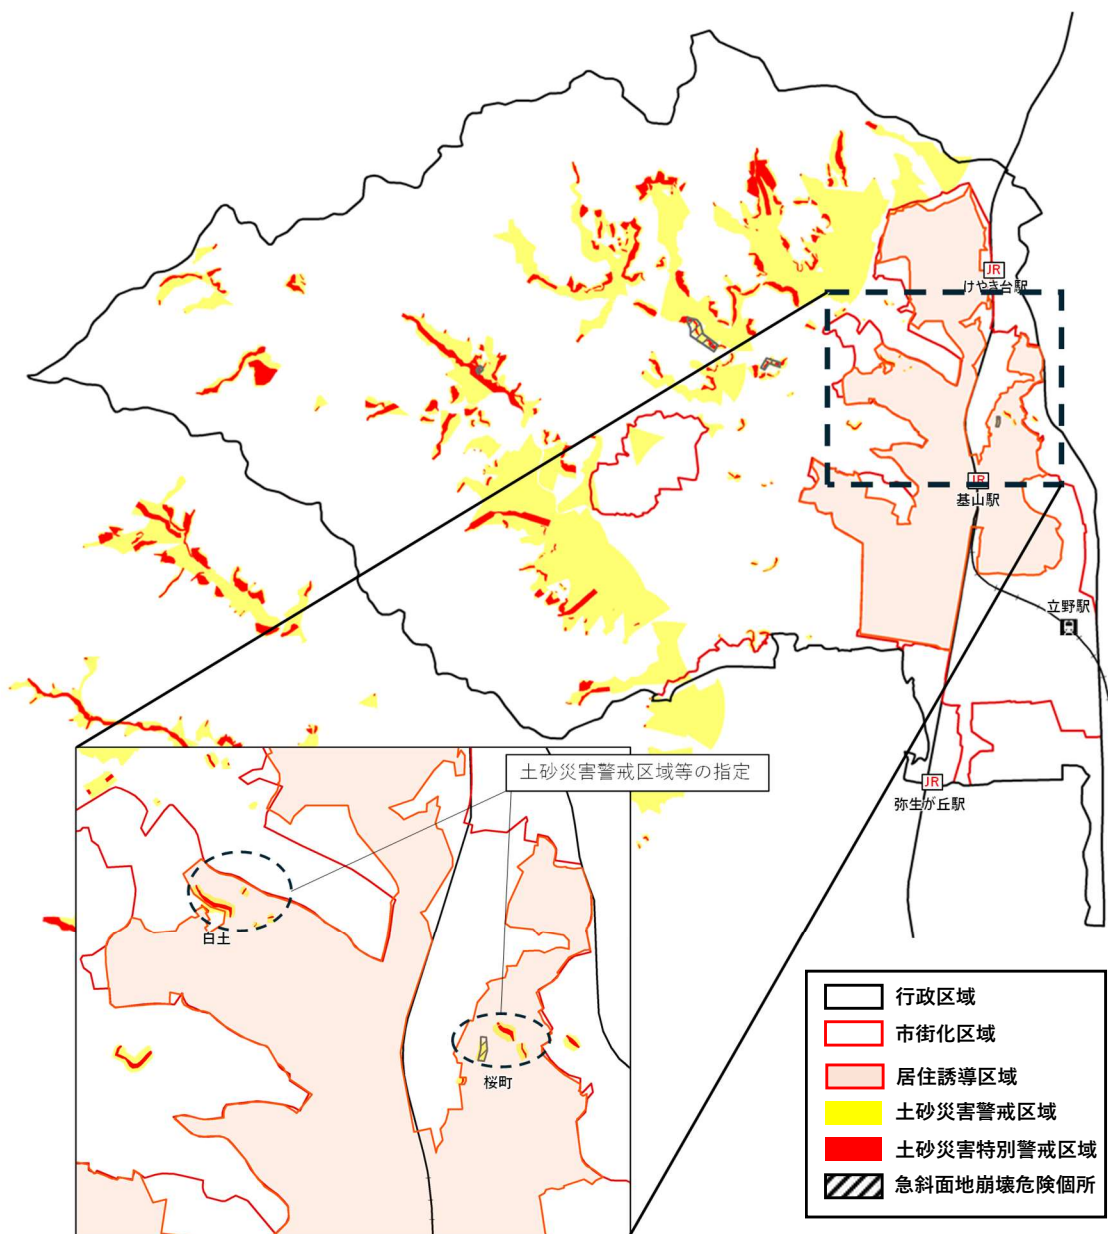 JR
けやき台駅
JR
基山駅
立野駅
JR
弥生が丘駅
土砂災害警戒区域等の指定
白土
桜町
行政区域
市街化区域
居住誘導区域
土砂災害警戒区域
土砂災害特別警戒区域
急斜面地崩壊危険個所